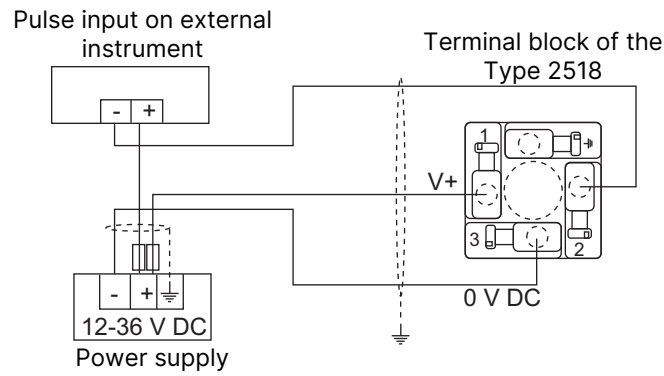 Pulse input on external
instrument
- +
Terminal block of the
Type 2518
1
V+
3
2
0 V DC
- +
12-36 V DC
Power supply